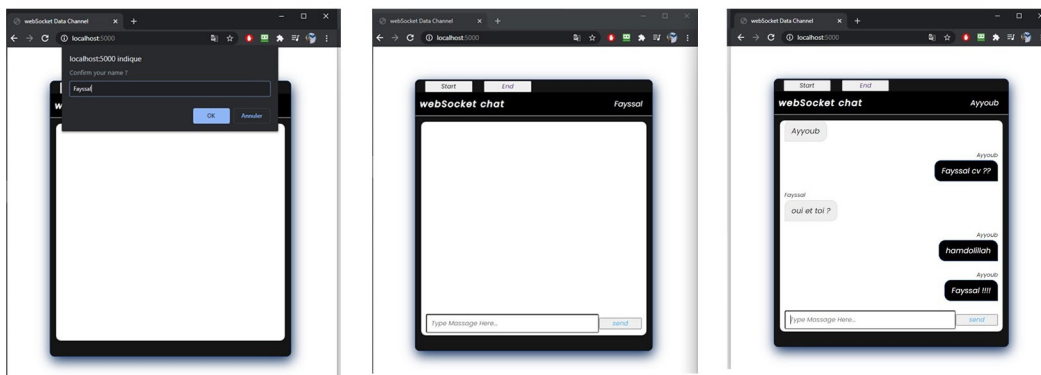 webSocket Data Channel
localhost:5000
localhost:5000 indique
Confirm your name ?
Fayssal
OK
Annuler
w
webSocket Data Channel
localhost:5000
Start
End
webSocket chat
Fayssal
Type Massage Here...
send
webSocket Data Channel
localhost:5000
Start
End
webSocket chat
Ayyoub
Ayyoub
Ayyoub
Fayssal cv ??
Fayssal
oui et toi ?
Ayyoub
hamdolillah
Ayyoub
Fayssal !!!!
Type Massage Here...
send